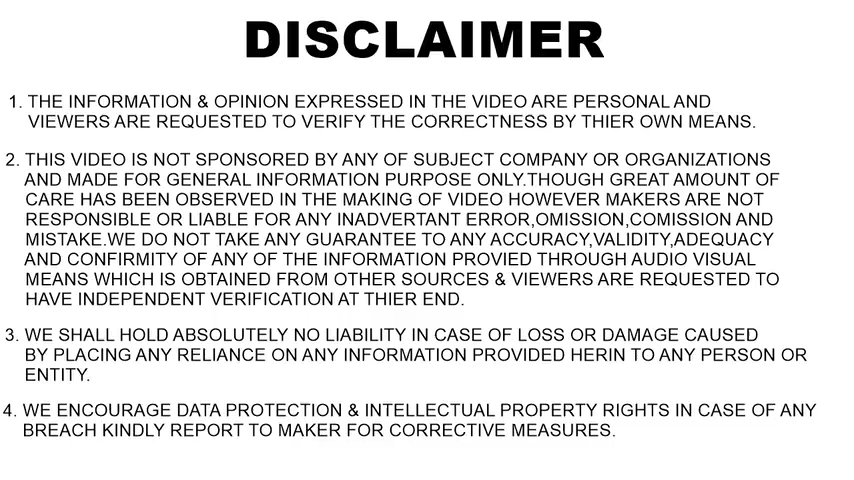 DISCLAIMER
1. THE INFORMATION & OPINION EXPRESSED IN THE VIDEO ARE PERSONAL AND
VIEWERS ARE REQUESTED TO VERIFY THE CORRECTNESS BY THIER OWN MEANS.
2. THIS VIDEO IS NOT SPONSORED BY ANY OF SUBJECT COMPANY OR ORGANIZATIONS
AND MADE FOR GENERAL INFORMATION PURPOSE ONLY.THOUGH GREAT AMOUNT OF
CARE HAS BEEN OBSERVED IN THE MAKING OF VIDEO HOWEVER MAKERS ARE NOT
RESPONSIBLE OR LIABLE FOR ANY INADVERTANT ERROR,OMISSION,COMISSION AND
MISTAKE.WE DO NOT TAKE ANY GUARANTEE TO ANY ACCURACY,VALIDITY,ADEQUACY
AND CONFIRMITY OF ANY OF THE INFORMATION PROVIED THROUGH AUDIO VISUAL
MEANS WHICH IS OBTAINED FROM OTHER SOURCES & VIEWERS ARE REQUESTED TO
HAVE INDEPENDENT VERIFICATION AT THIER END.
3. WE SHALL HOLD ABSOLUTELY NO LIABILITY IN CASE OF LOSS OR DAMAGE CAUSED
BY PLACING ANY RELIANCE ON ANY INFORMATION PROVIDED HERIN TO ANY PERSON OR
ENTITY.
4. WE ENCOURAGE DATA PROTECTION & INTELLECTUAL PROPERTY RIGHTS IN CASE OF ANY
BREACH KINDLY REPORT TO MAKER FOR CORRECTIVE MEASURES.